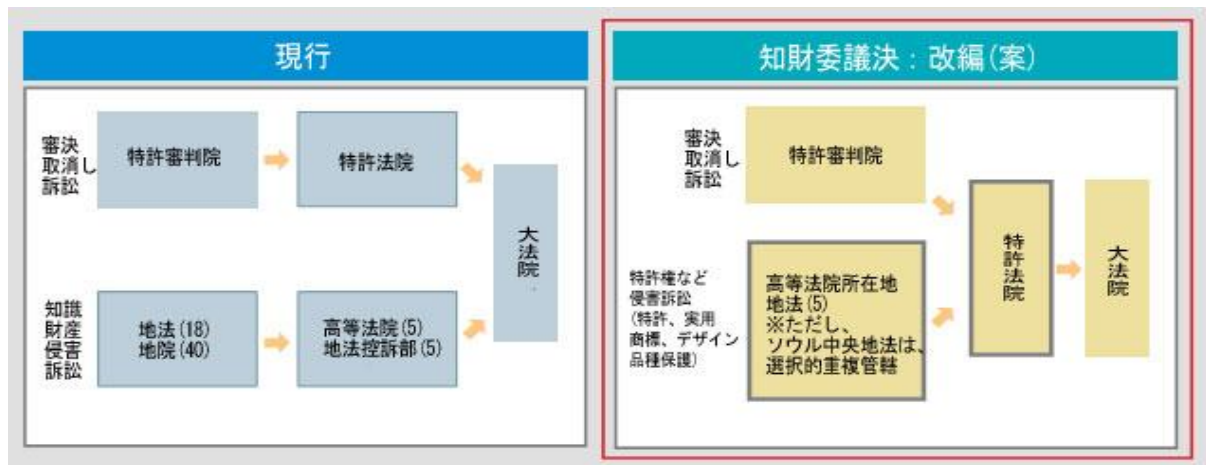 現行
審決
取消し
訴訟
特許審判院
特許法院
大法院
知識
財産
侵害
訴訟
地法(18)
地院(40)
高等法院(5)
地法控訴部(5)
知財委議決：改編(案)
審決
取消し
訴訟
特許審判院
特許権など
侵害訴訟
(特許、実用
商標、デザイン
品種保護)
高等法院所在地
地法(5)
※ただし、
ソウル中央地法は、
選択的重複管轄
特許法院
大法院